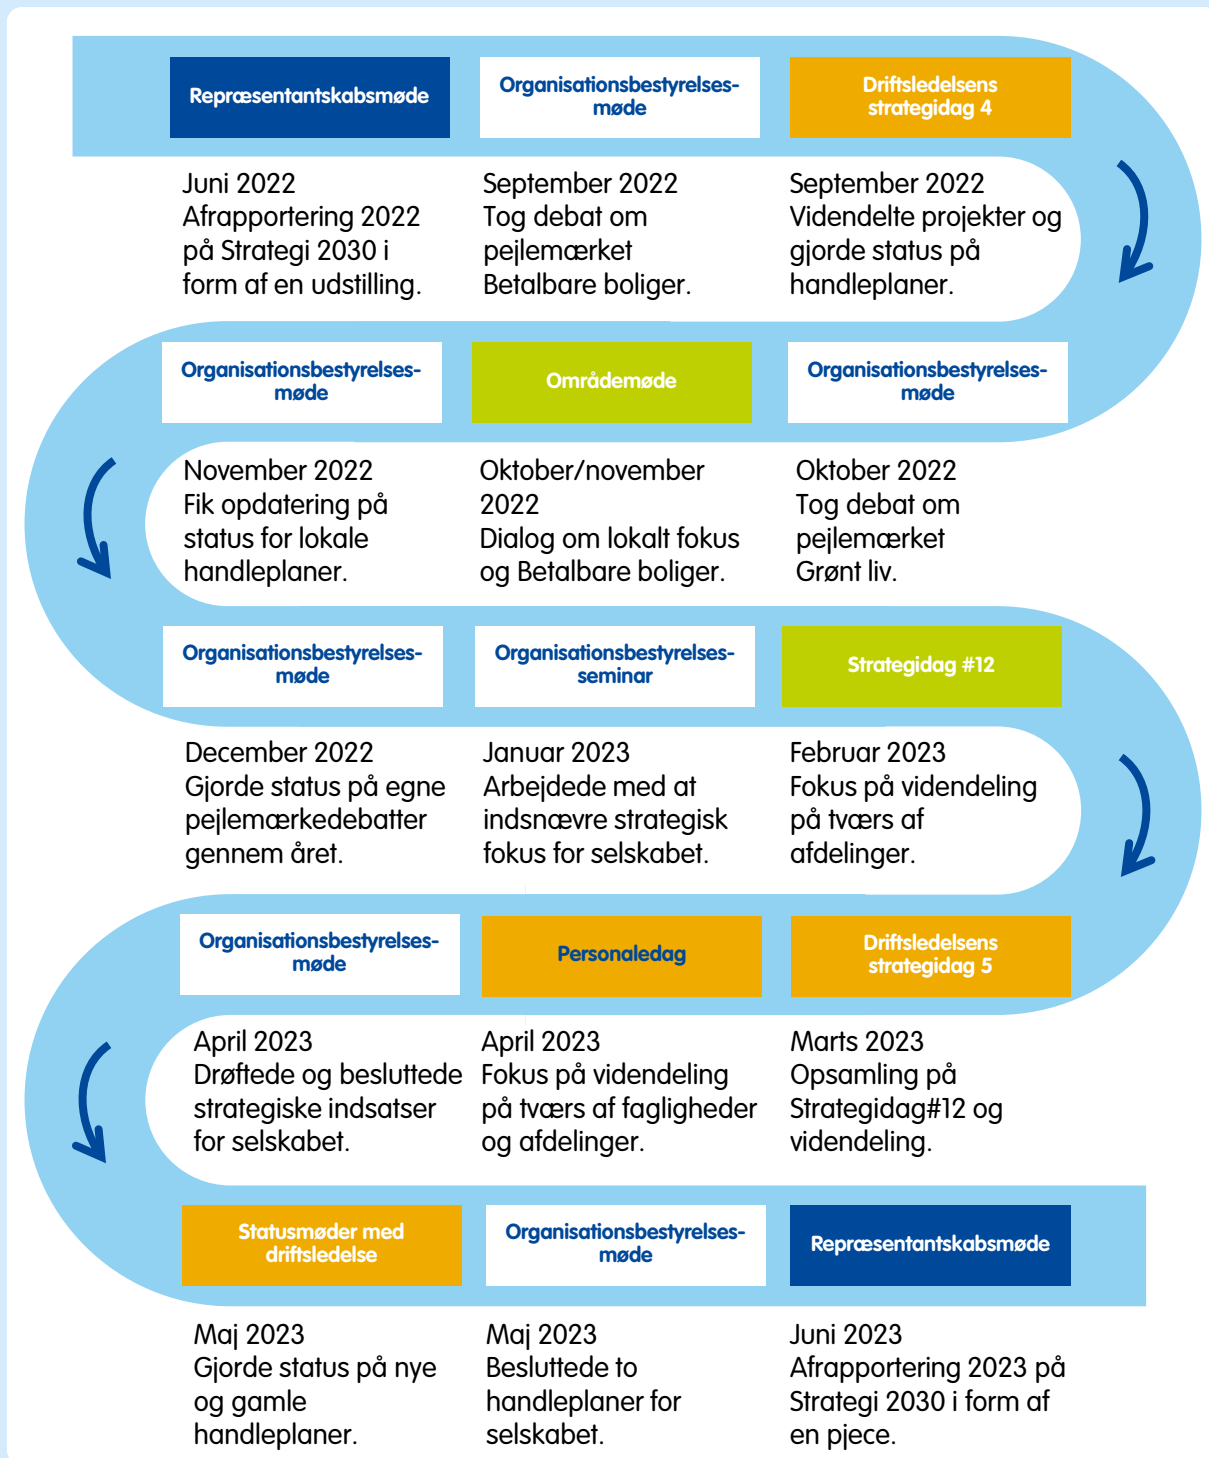 Repræsentantskabsmøde
Juni 2022
Afrapportering 2022
på Strategi 2030 i
form af en udstilling.
Organisationsbestyrelses-
møde
September 2022
Tog debat om
pejlemærket
Betalbare boliger.
Driftsledelsens
strategidag 4
September 2022
Videndelte projekter og
gjorde status på
handleplaner.
Organisationsbestyrelses-
møde
Oktober 2022
Tog debat om
pejlemærket
Grønt liv.
Områdemøde
Oktober/november
2022
Dialog om lokalt fokus
og Betalbare boliger.
Organisationsbestyrelses-
møde
November 2022
Fik opdatering på
status for lokale
handleplaner.
Organisationsbestyrelses-
møde
December 2022
Gjorde status på egne
pejlemærkedebatter
gennem året.
Organisationsbestyrelses-
seminar
Januar 2023
Arbejdede med at
indsnævre strategisk
fokus for selskabet.
Strategidag #12
Februar 2023
Fokus på videndeling
på tværs af
afdelinger.
Driftsledelsens
strategidag 5
Marts 2023
Opsamling på
Strategidag#12 og
videndeling.
Personaledag
April 2023
Fokus på videndeling
på tværs af fagligheder
og afdelinger.
Organisationsbestyrelses-
møde
April 2023
Drøftede og besluttede
strategiske indsatser
for selskabet.
Statusmøder med
driftsledelse
Maj 2023
Gjorde status på nye
og gamle
handleplaner.
Organisationsbestyrelses-
møde
Maj 2023
Besluttede to
handleplaner for
selskabet.
Repræsentantskabsmøde
Juni 2023
Afrapportering 2023 på
Strategi 2030 i form af
en pjece.